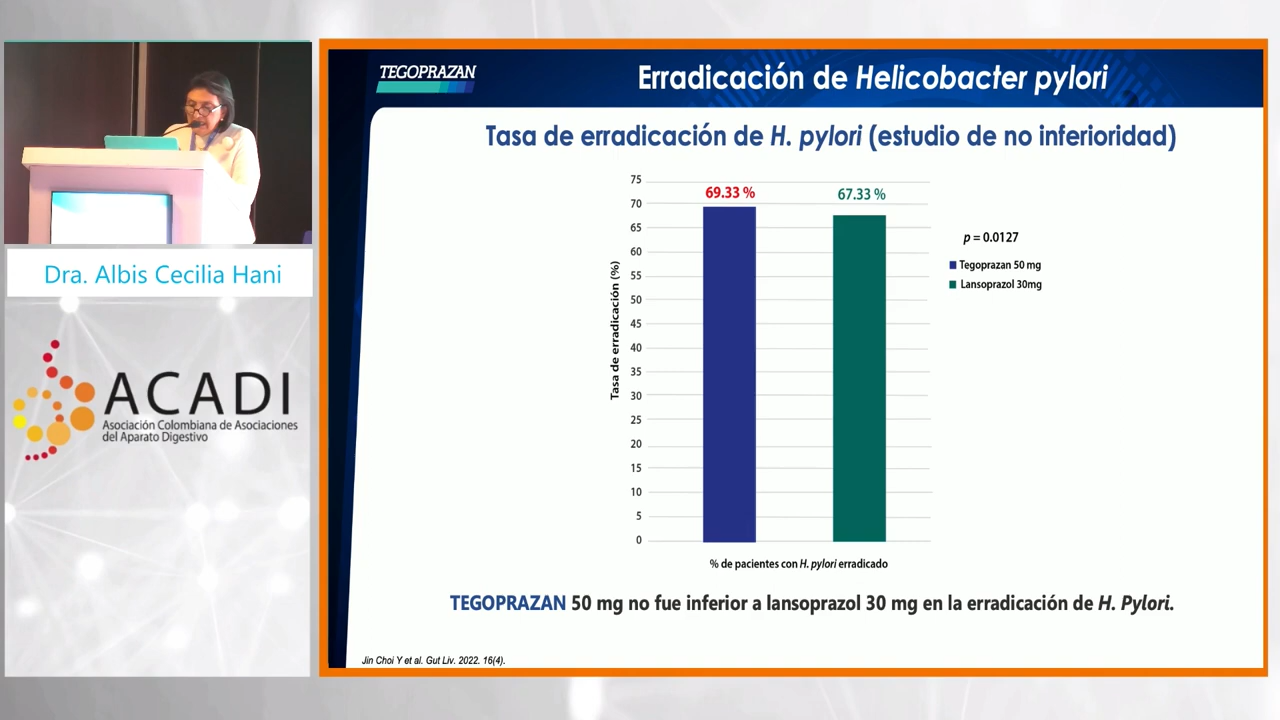 TEGOPRAZAN
Erradicación de Helicobacter pylori
Tasa de erradicación de H. pylori (estudio de no inferioridad)
75
70
65
60
55
50
45
40
35
30
25
20
15
10
5
0
Tasa de erradicación (%)
69.33 %
67.33 %
p = 0.0127
Tegoprazan 50 mg
Lansoprazol 30mg
% de pacientes con H. pylori erradicado
TEGOPRAZAN 50 mg no fue inferior a lansoprazol 30 mg en la erradicación de H. Pylori.
Jin Choi Y et al. Gut Liv. 2022. 16(4).
Dra. Albis Cecilia Hani
ACADI
Asociación Colombiana de Asociaciones
del Aparato Digestivo